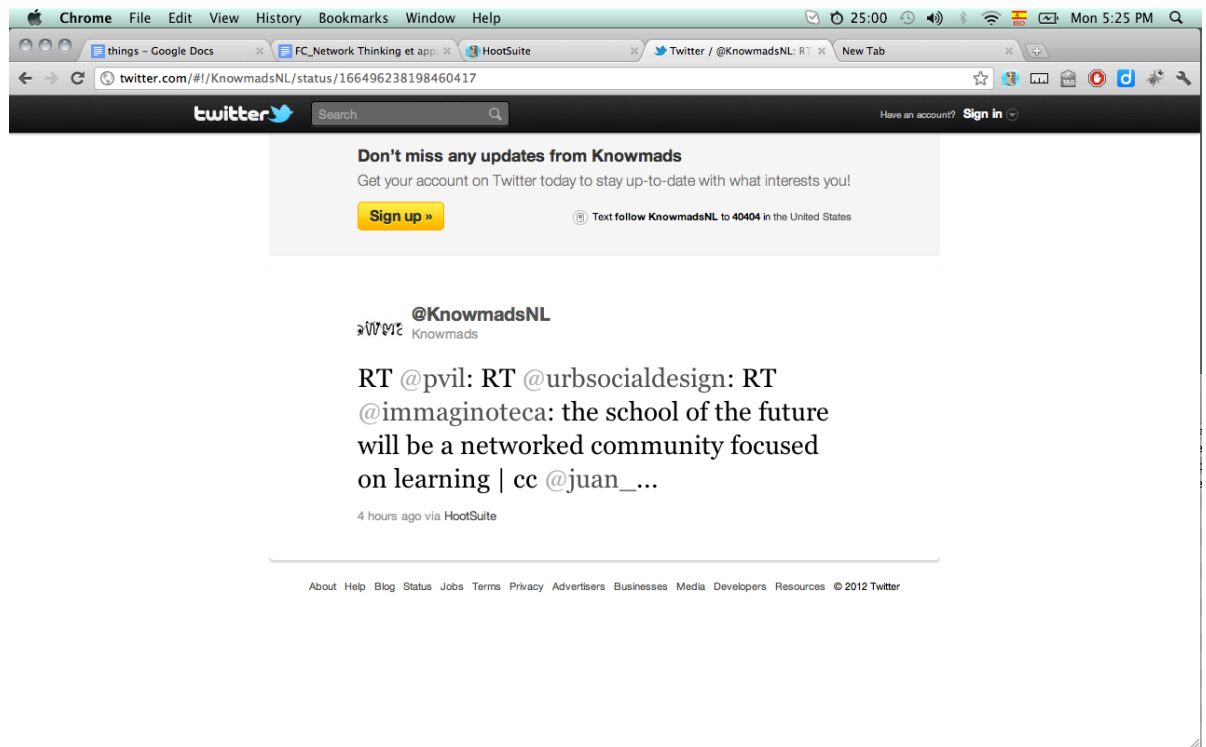 Chrome File Edit View History Bookmarks Window Help 25:00 ISO Mon 5:25 PM
things – Google Docs FC_Network Thinking et app HootSuite Twitter / @KnowmadsNL: RT New Tab
twitter.com/#!/KnowmadsNL/status/166496238198460417
twitter Search Have an account? Sign in
Don't miss any updates from Knowmads
Get your account on Twitter today to stay up-to-date with what interests you!
Sign up » Text follow KnowmadsNL to 40404 in the United States
@KnowmadsNL
Knowmads
RT @pvil: RT @urbsocialdesign: RT
@immaginoteca: the school of the future
will be a networked community focused
on learning | cc @juan_...
4 hours ago via HootSuite
About Help Blog Status Jobs Terms Privacy Advertisers Businesses Media Developers Resources © 2012 Twitter